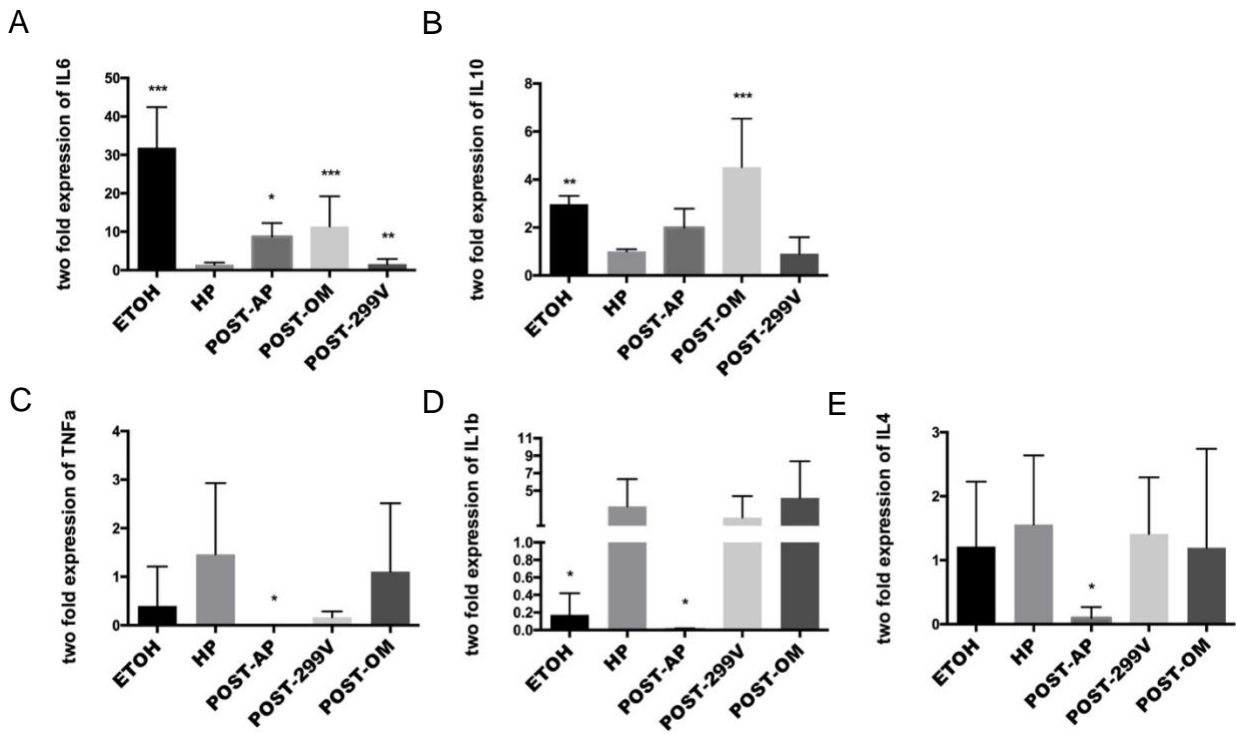 A
two fold expression of IL6
50
40
30
20
10
0
***
*
***
**
ETOH
HP
POST-AP
POST-OM
POST-299V
B
two fold expression of IL10
8
6
4
2
0
**
***
ETOH
HP
POST-AP
POST-OM
POST-299V
C
two fold expression of TNFa
4
3
2
1
0
*
ETOH
HP
POST-AP
POST-299V
POST-OM
D
two fold expression of IL1b
11
9
7
5
1.0
0.8
0.6
0.4
0.2
0.0
*
*
ETOH
HP
POST-AP
POST-299V
POST-OM
E
two fold expression of IL4
3
2
1
0
*
ETOH
HP
POST-AP
POST-299V
POST-OM